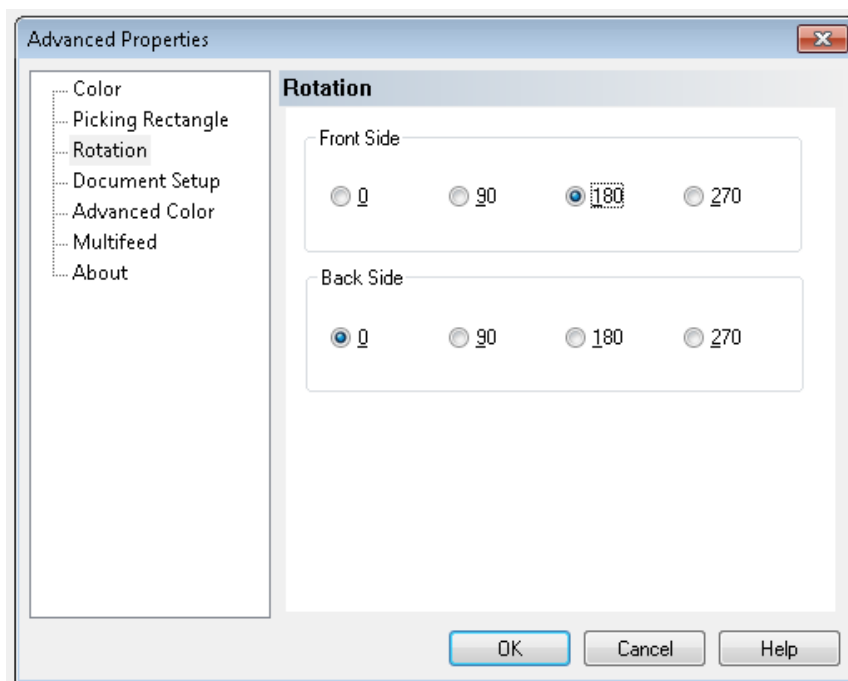 Advanced Properties
Color
Picking Rectangle
Rotation
Document Setup
Advanced Color
Multifeed
About
Rotation
Front Side
0 90 180 270
Back Side
0 90 180 270
OK Cancel Help